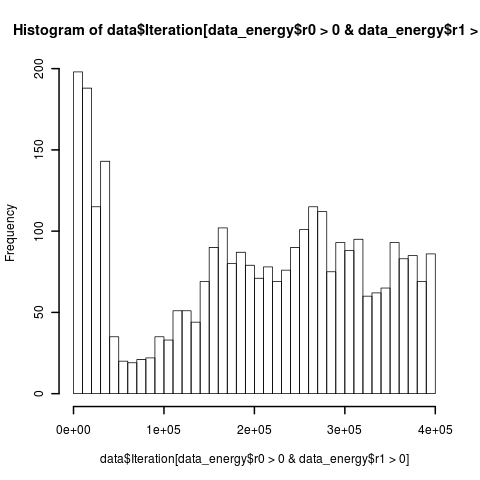 Histogram of data$Iteration[data_energy$r0 > 0 & data_energy$r1 >
200
150
100
50
0
Frequency
0e+00 1e+05 2e+05 3e+05 4e+05
data$Iteration[data_energy$r0 > 0 & data_energy$r1 > 0]